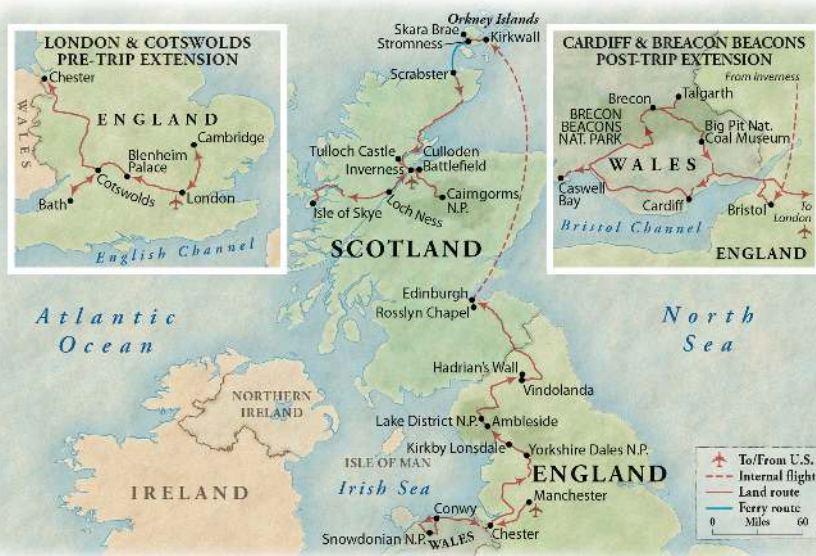 LONDON & COTSWOLDS
PRE-TRIP EXTENSION
Chester
WALES
ENGLAND
Cambridge
Blenheim
Palace
Cotswolds
London
Bath
English Channel
Orkney Islands
Skara Brae
Stromness
Kirkwall
Scrabster
Tulloch Castle
Culloden
Battlefield
Inverness
Cairngorms
N.P.
Loch Ness
Isle of Skye
SCOTLAND
CARDIFF & BREACON BEACONS
POST-TRIP EXTENSION
From Inverness
Brecon
Talgarth
BRECON
BEACONS
NAT. PARK
Big Pit Nat.
Coal Museum
WALES
Caswell
Bay
Cardiff
Bristol
To
London
Bristol Channel
ENGLAND
Edinburgh
Rosslyn Chapel
Atlantic
Ocean
North
Sea
Hadrian's Wall
Vindolanda
NORTHERN
IRELAND
Lake District N.P.
Ambleside
Kirkby Lonsdale
Yorkshire Dales N.P.
ISLE OF MAN
ENGLAND
IRELAND
Irish Sea
Manchester
Conwy
Chester
Snowdonian N.P.
WALES
To/From U.S.
Internal flight
Land route
Ferry route
0 Miles 60